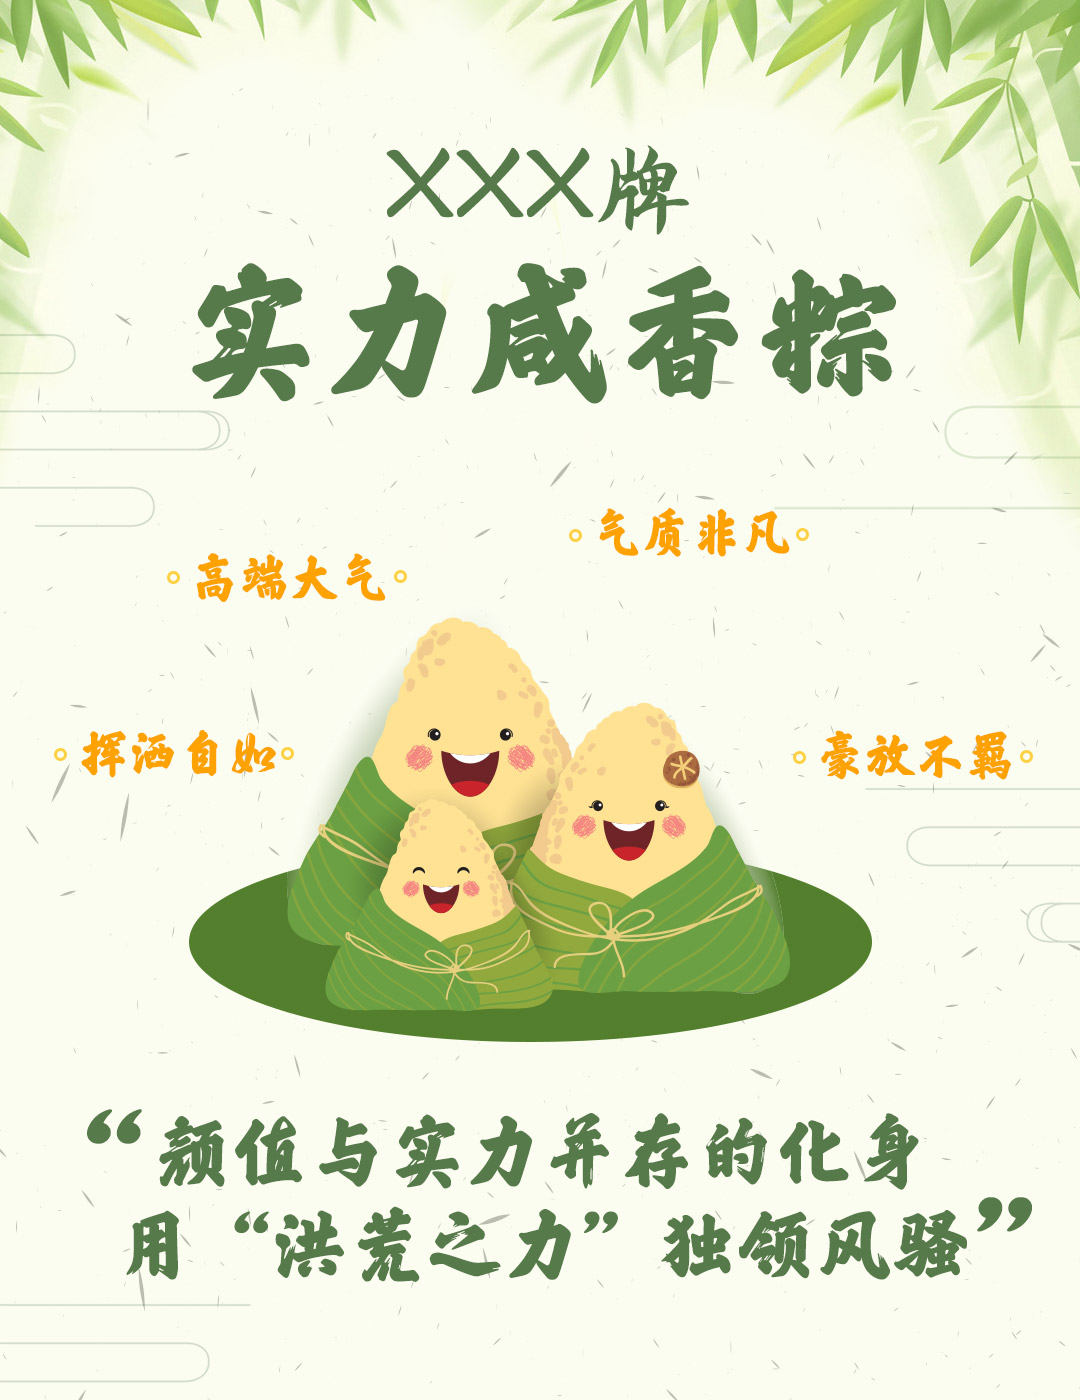 XXX牌
实力咸香粽
气质非凡
高端大气
挥洒自如
豪放不羁
“颜值与实力并存的化身
用“洪荒之力”独领风骚”